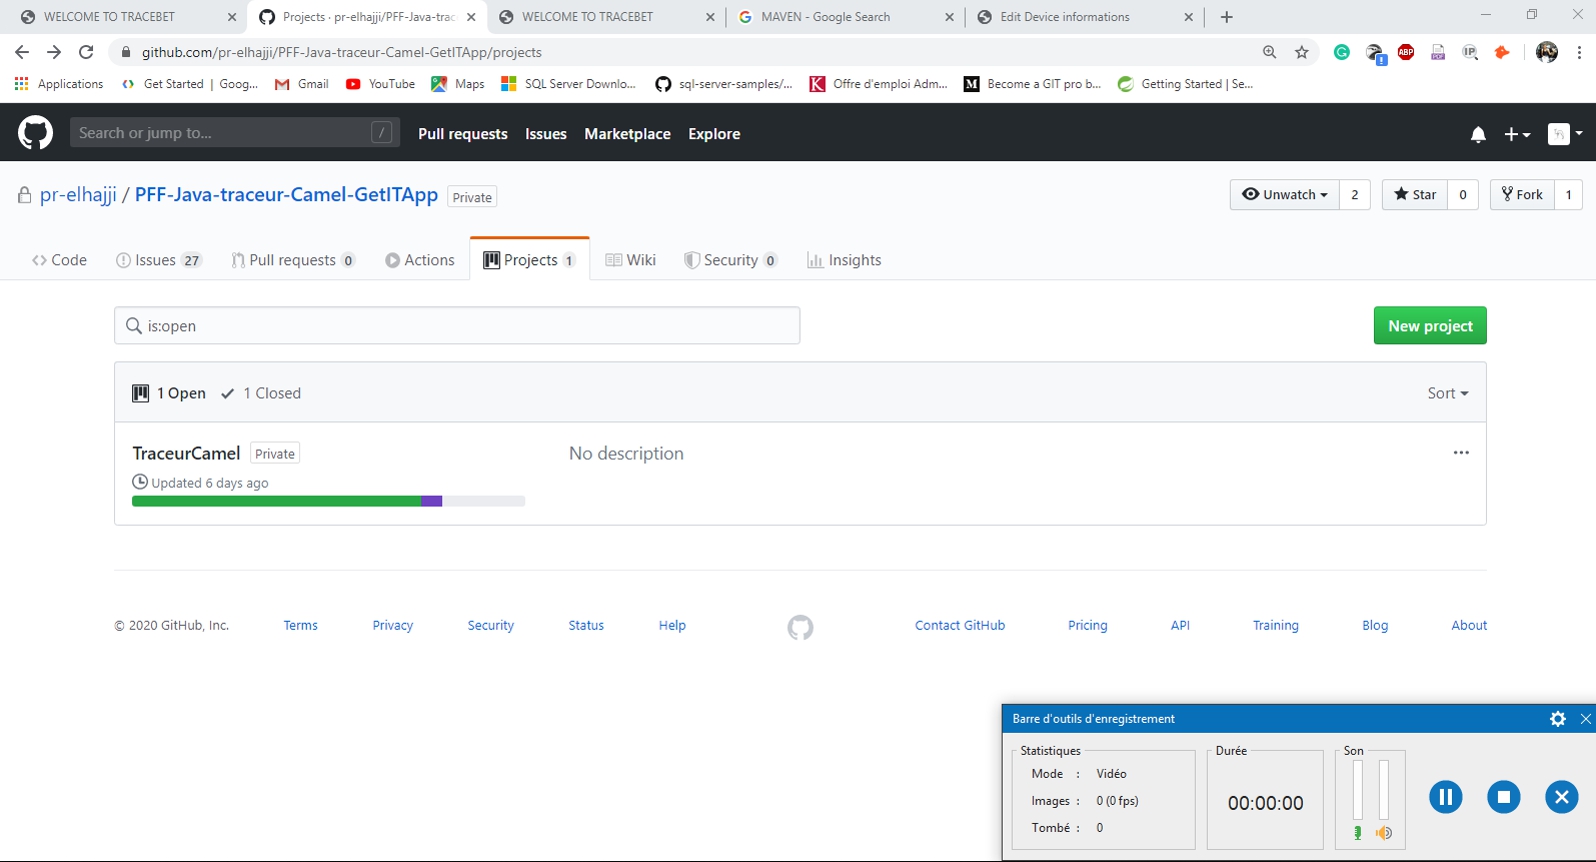 WELCOME TO TRACEBET
Projects · pr-elhajji/PFF-Java-trac
WELCOME TO TRACEBET
MAVEN - Google Search
Edit Device informations
github.com/pr-elhajji/PFF-Java-traceur-Camel-GetITApp/projects
ABP
PDF
IP
Applications
Get Started | Goog...
Gmail
YouTube
Maps
SQL Server Downlo...
sql-server-samples/...
Offre d'emploi Adm...
Become a GIT pro b...
Getting Started | Se...
Search or jump to...
/
Pull requests
Issues
Marketplace
Explore
pr-elhajji / PFF-Java-traceur-Camel-GetITApp Private
Unwatch 2
Star 0
Fork 1
Code
Issues 27
Pull requests 0
Actions
Projects 1
Wiki
Security 0
Insights
is:open
New project
1 Open
1 Closed
Sort
TraceurCamel Private
No description
Updated 6 days ago
© 2020 GitHub, Inc.
Terms
Privacy
Security
Status
Help
Contact GitHub
Pricing
API
Training
Blog
About
Barre d'outils d'enregistrement
Statistiques
Durée
Son
Mode : Vidéo
Images : 0 (0 fps)
Tombé : 0
00:00:00